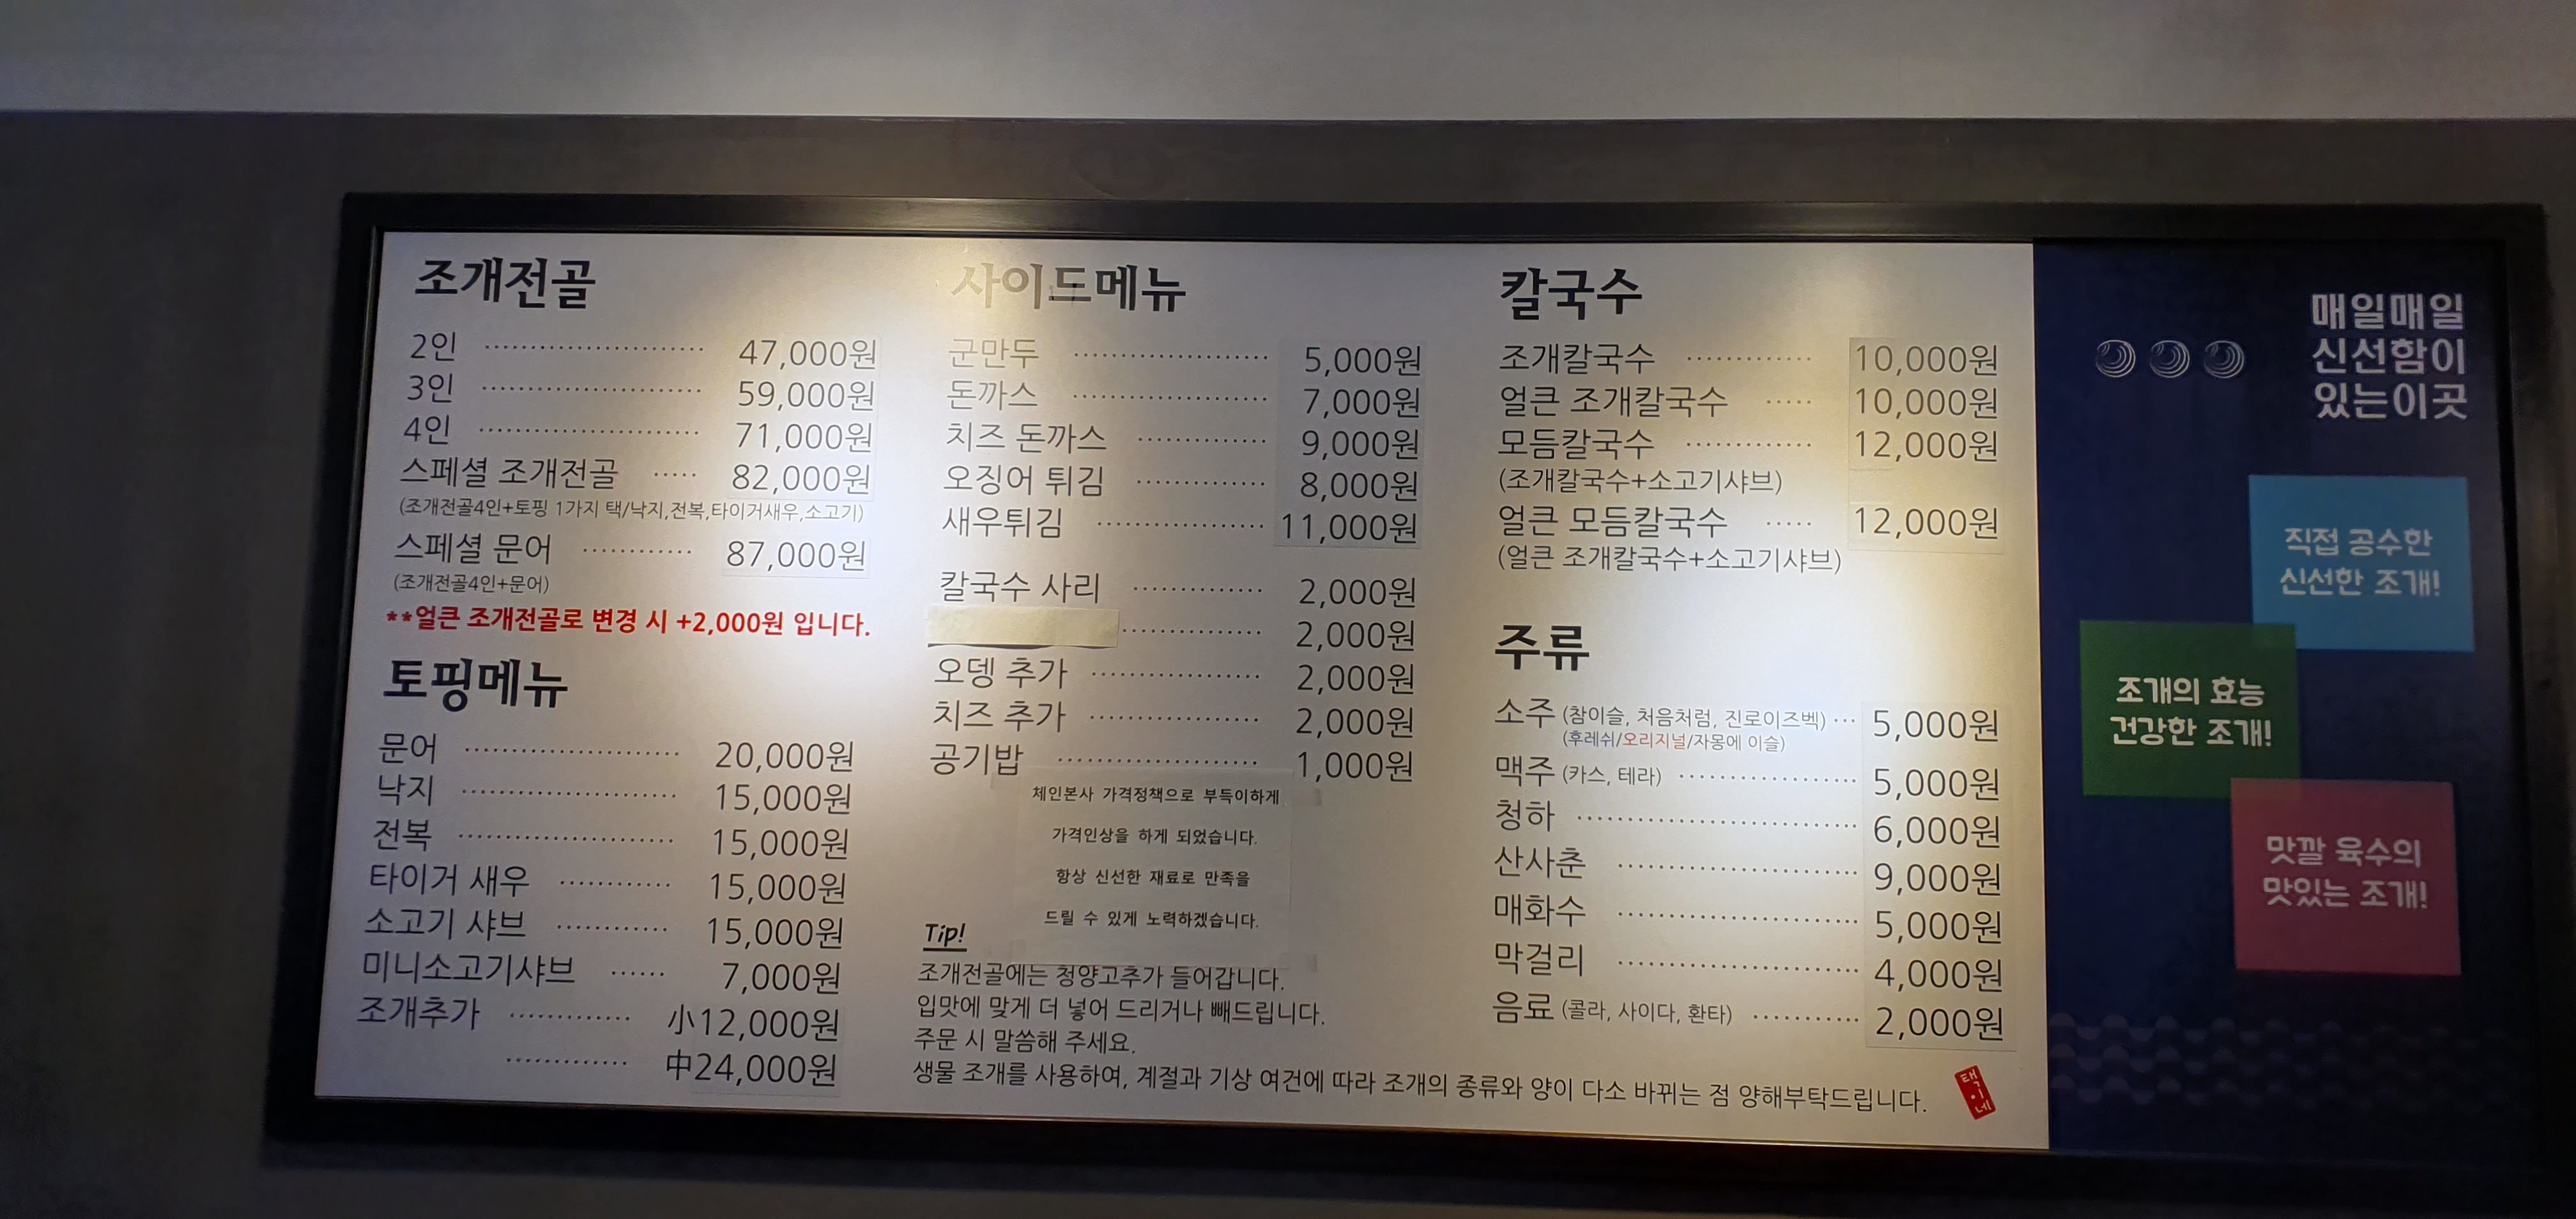 조개전골
2인 ........................ 47,000원
3인 ........................ 59,000원
4인 ........................ 71,000원
스페셜 조개전골 ..... 82,000원
(조개전골4인+토핑 1가지 택/낙지,전복,타이거새우,소고기)
스페셜 문어 ............ 87,000원
(조개전골4인+문어)
**얼큰 조개전골로 변경 시 +2,000원 입니다.
토핑메뉴
문어 ........................ 20,000원
낙지 ........................ 15,000원
전복 ........................ 15,000원
타이거 새우 ............ 15,000원
소고기 샤브 ............ 15,000원
미니소고기샤브 ...... 7,000원
조개추가 ............. 小12,000원
............. 中24,000원
사이드메뉴
군만두 ..................... 5,000원
돈까스 ..................... 7,000원
치즈 돈까스 .............. 9,000원
오징어 튀김 .............. 8,000원
새우튀김 .................. 11,000원
칼국수 사리 .............. 2,000원
............... 2,000원
오뎅 추가 .................. 2,000원
치즈 추가 .................. 2,000원
공기밥 ..................... 1,000원
체인본사 가격정책으로 부득이하게
가격인상을 하게 되었습니다.
항상 신선한 재료로 만족을
드릴 수 있게 노력하겠습니다.
Tip!
조개전골에는 청양고추가 들어갑니다.
입맛에 맞게 더 넣어 드리거나 빼드립니다.
주문 시 말씀해 주세요.
생물 조개를 사용하여, 계절과 기상 여건에 따라 조개의 종류와 양이 다소 바뀌는 점 양해부탁드립니다.
택이네
칼국수
조개칼국수 ............. 10,000원
얼큰 조개칼국수 ..... 10,000원
모듬칼국수 ............. 12,000원
(조개칼국수+소고기샤브)
얼큰 모듬칼국수 ..... 12,000원
(얼큰 조개칼국수+소고기샤브)
주류
소주 (참이슬, 처음처럼, 진로이즈벡) ... 5,000원
(후레쉬/오리지널/자몽에 이슬)
맥주 (카스, 테라) .................... 5,000원
청하 ............................... 6,000원
산사춘 ........................... 9,000원
매화수 ........................... 5,000원
막걸리 ........................... 4,000원
음료 (콜라, 사이다, 환타) ............ 2,000원
매일매일
신선함이
있는이곳
직접 공수한
신선한 조개!
조개의 효능
건강한 조개!
맛깔 육수의
맛있는 조개!